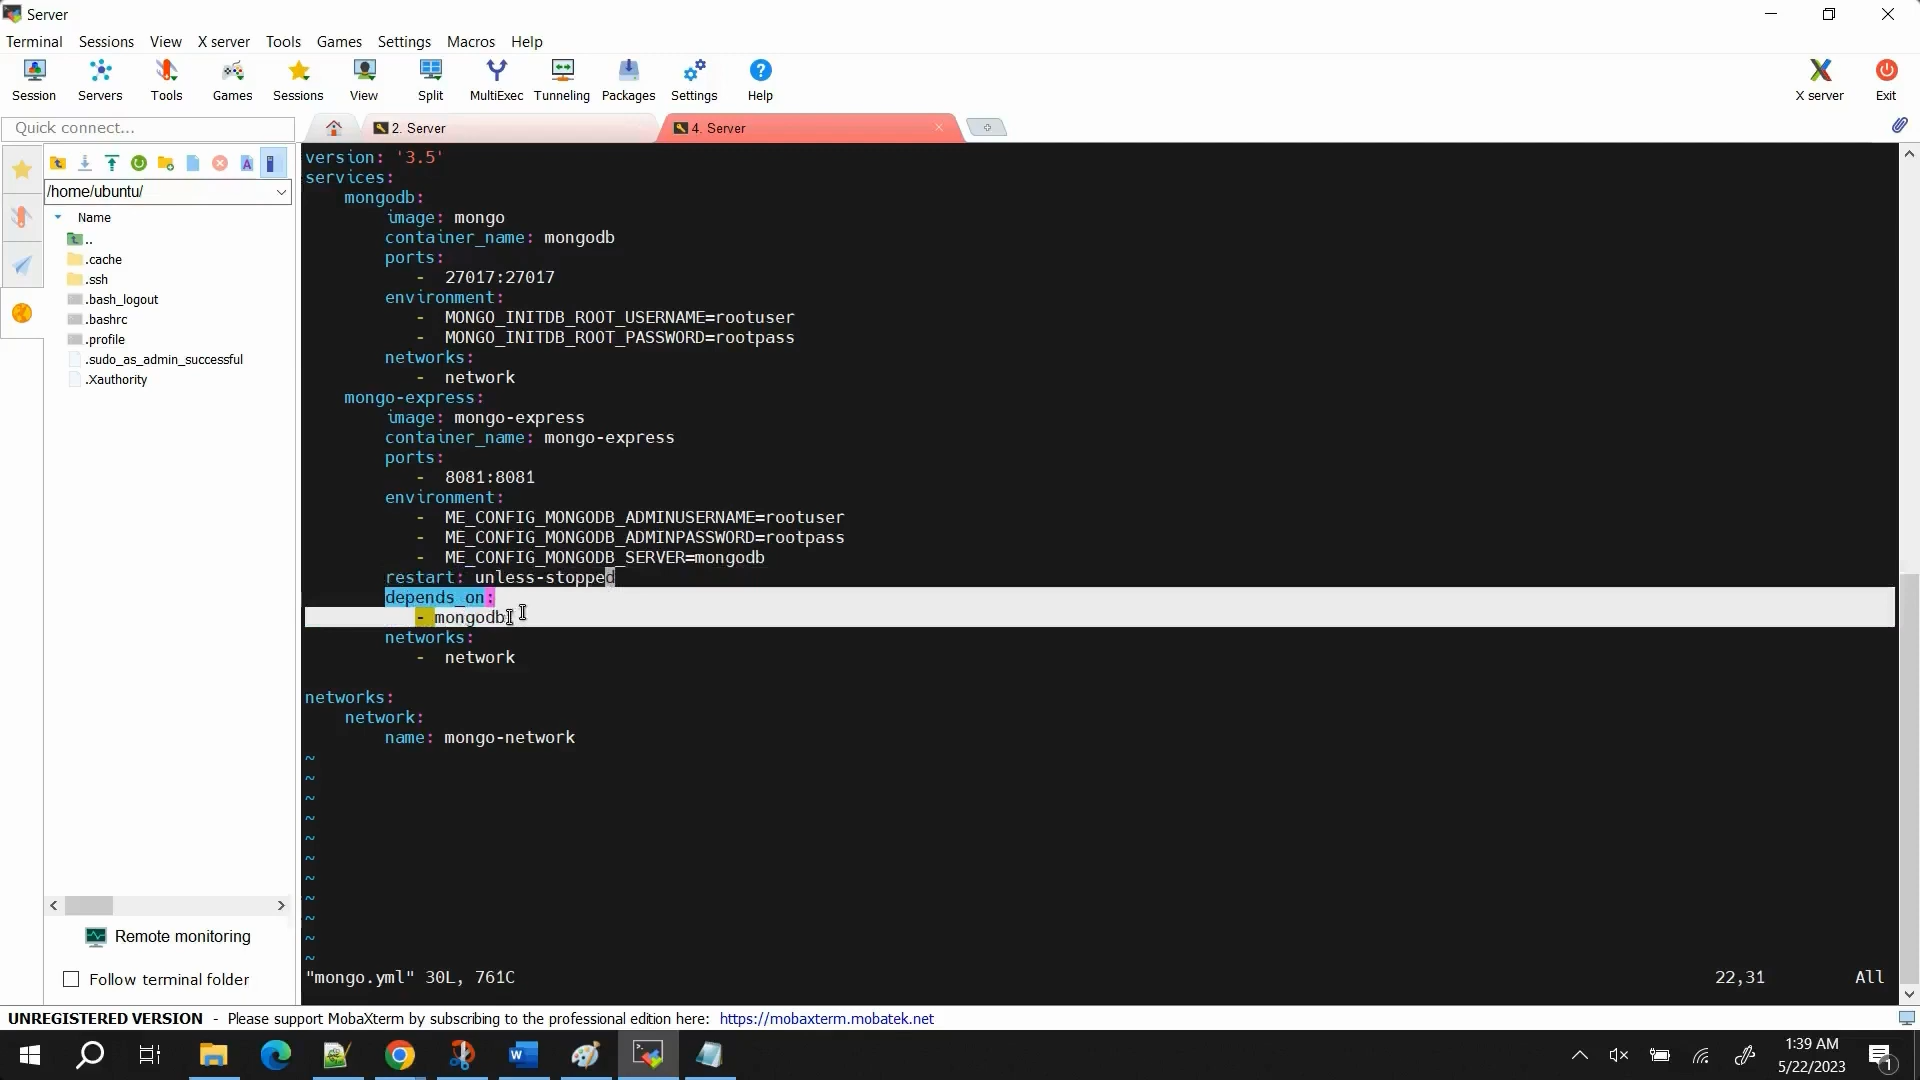 Server
Terminal Sessions View X server Tools Games Settings Macros Help
Session Servers Tools Games Sessions View Split MultiExec Tunneling Packages Settings Help X server Exit
Quick connect...
2. Server
4. Server
/home/ubuntu/
Name
..
.cache
.ssh
.bash_logout
.bashrc
.profile
.sudo_as_admin_successful
.Xauthority
Remote monitoring
Follow terminal folder
version: '3.5'
services:
    mongodb:
        image: mongo
        container_name: mongodb
        ports:
           -  27017:27017
        environment:
           -  MONGO_INITDB_ROOT_USERNAME=rootuser
           -  MONGO_INITDB_ROOT_PASSWORD=rootpass
        networks:
           -  network
    mongo-express:
        image: mongo-express
        container_name: mongo-express
        ports:
           -  8081:8081
        environment:
           -  ME_CONFIG_MONGODB_ADMINUSERNAME=rootuser
           -  ME_CONFIG_MONGODB_ADMINPASSWORD=rootpass
           -  ME_CONFIG_MONGODB_SERVER=mongodb
        restart: unless-stopped
        depends_on:
           - mongodb
        networks:
           -  network
networks:
    network:
        name: mongo-network
~
~
~
~
~
~
~
~
~
~
~
"mongo.yml" 30L, 761C 22,31 All
UNREGISTERED VERSION - Please support MobaXterm by subscribing to the professional edition here: https://mobaxterm.mobatek.net
1:39 AM
5/22/2023
1